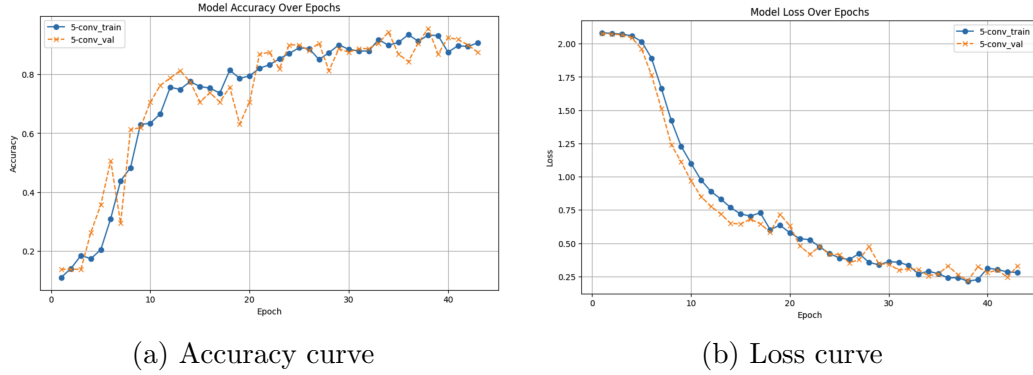 Model Accuracy Over Epochs
5-conv_train
5-conv_val
0.8
0.6
0.4
0.2
Accuracy
0
10
20
30
40
Epoch
(a) Accuracy curve
Model Loss Over Epochs
5-conv_train
5-conv_val
2.00
1.75
1.50
1.25
1.00
0.75
0.50
0.25
Loss
0
10
20
30
40
Epoch
(b) Loss curve